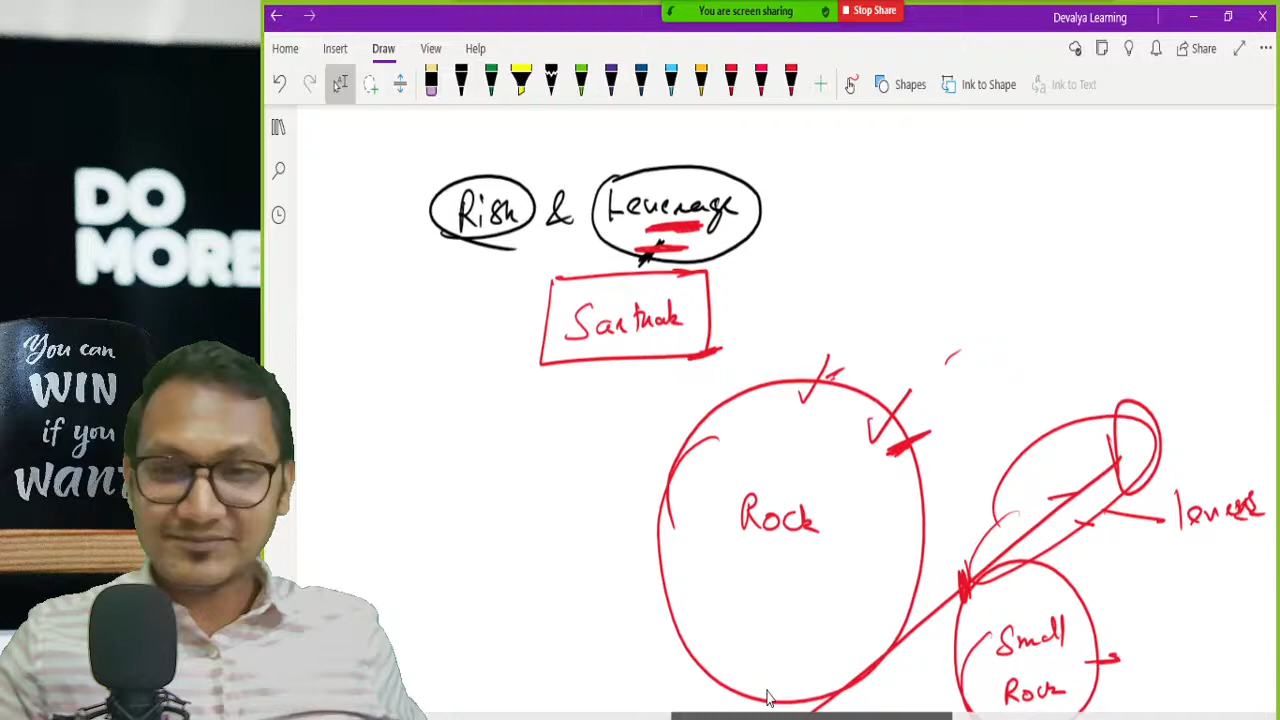 You are screen sharing
Stop Share
Devalya Learning
Home Insert Draw View Help
Share
Shapes Ink to Shape Ink to Text
DO
MORE
You can
WIN
if you
Want
Risk & Leverage
Sarthak
Rock
Small
Rock